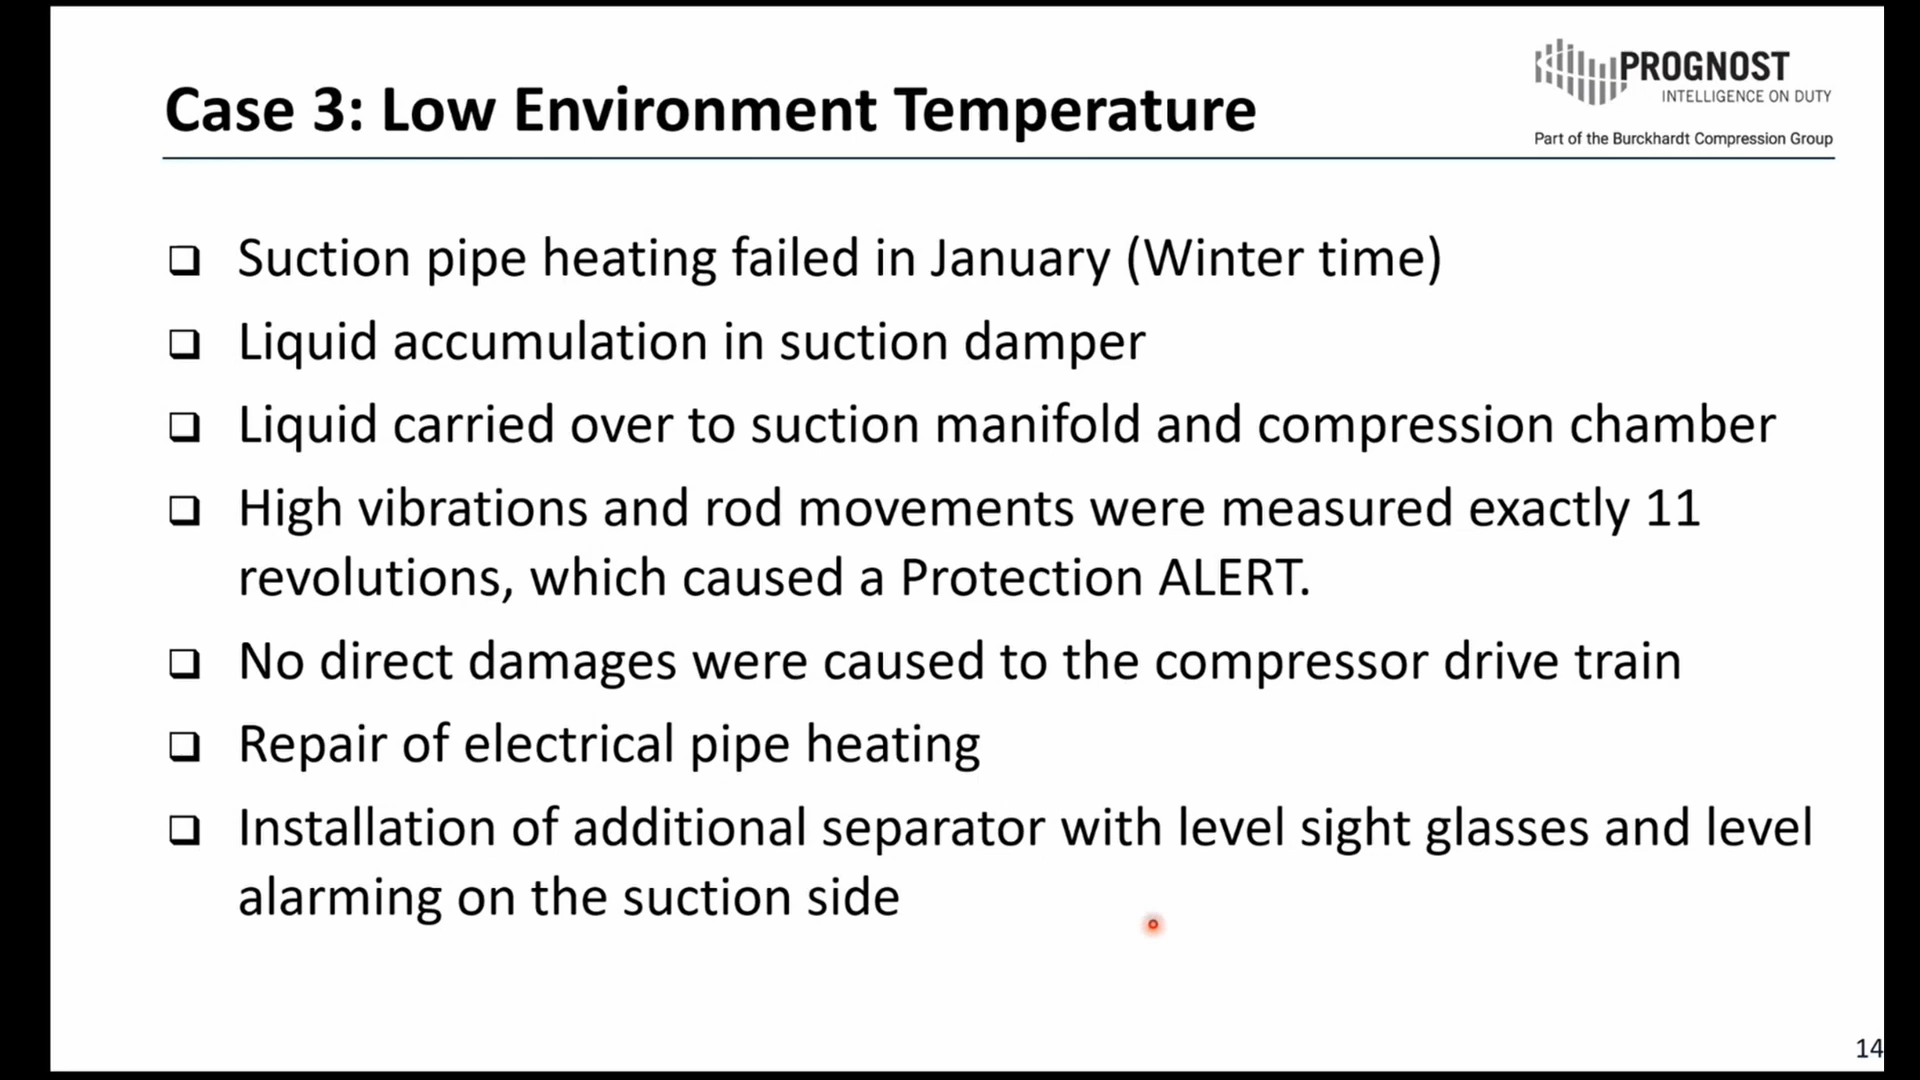 PROGNOST
INTELLIGENCE ON DUTY
Part of the Burckhardt Compression Group
Case 3: Low Environment Temperature
❑ Suction pipe heating failed in January (Winter time)
❑ Liquid accumulation in suction damper
❑ Liquid carried over to suction manifold and compression chamber
❑ High vibrations and rod movements were measured exactly 11
revolutions, which caused a Protection ALERT.
❑ No direct damages were caused to the compressor drive train
❑ Repair of electrical pipe heating
❑ Installation of additional separator with level sight glasses and level
alarming on the suction side
14